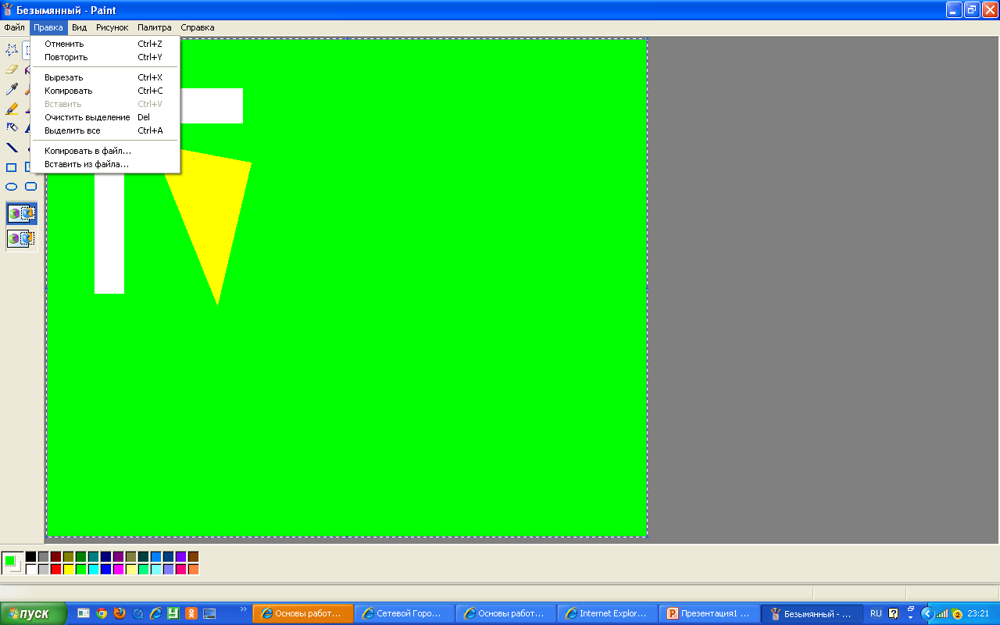 Безымянный - Paint
Файл Правка Вид Рисунок Палитра Справка
Отменить Ctrl+Z
Повторить Ctrl+Y
Вырезать Ctrl+X
Копировать Ctrl+C
Вставить Ctrl+V
Очистить выделение Del
Выделить все Ctrl+A
Копировать в файл...
Вставить из файла...
пуск » Основы работ... Сетевой Горо... Основы работ... Internet Explor... Презентация1 ... Безымянный - ... RU 2 23:21